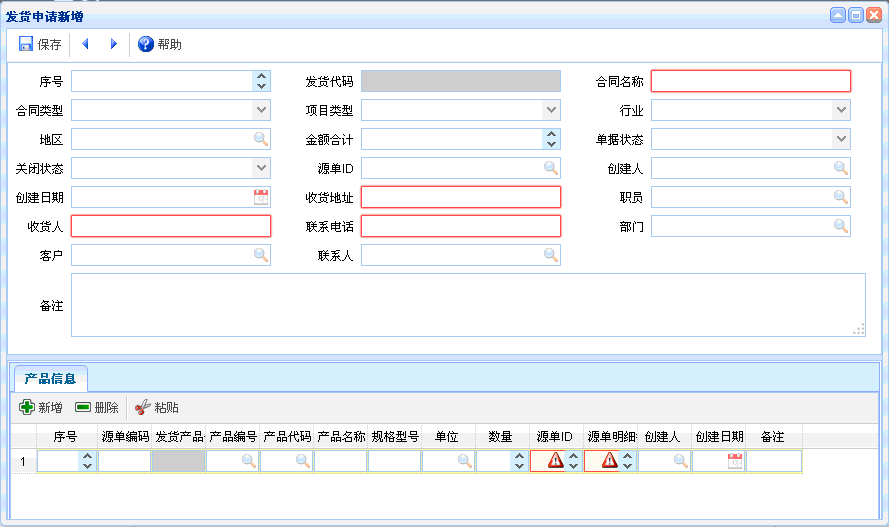 发货申请新增
保存 帮助
序号 发货代码 合同名称
合同类型 项目类型 行业
地区 金额合计 单据状态
关闭状态 源单ID 创建人
创建日期 收货地址 职员
收货人 联系电话 部门
客户 联系人
备注
产品信息
新增 删除 粘贴
序号 源单编码 发货产品 产品编号 产品代码 产品名称 规格型号 单位 数量 源单ID 源单明细 创建人 创建日期 备注
1